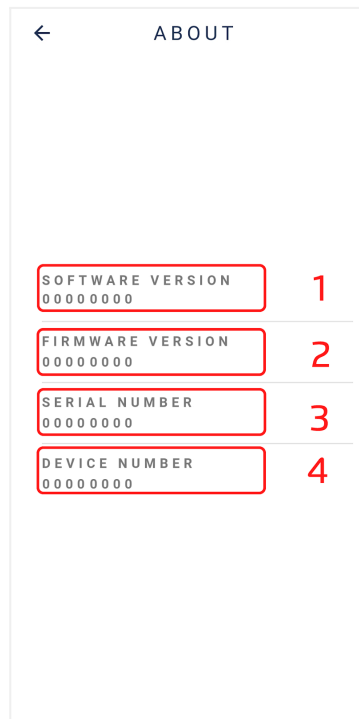 ABOUT
SOFTWARE VERSION 1
00000000
FIRMWARE VERSION 2
00000000
SERIAL NUMBER 3
00000000
DEVICE NUMBER 4
00000000